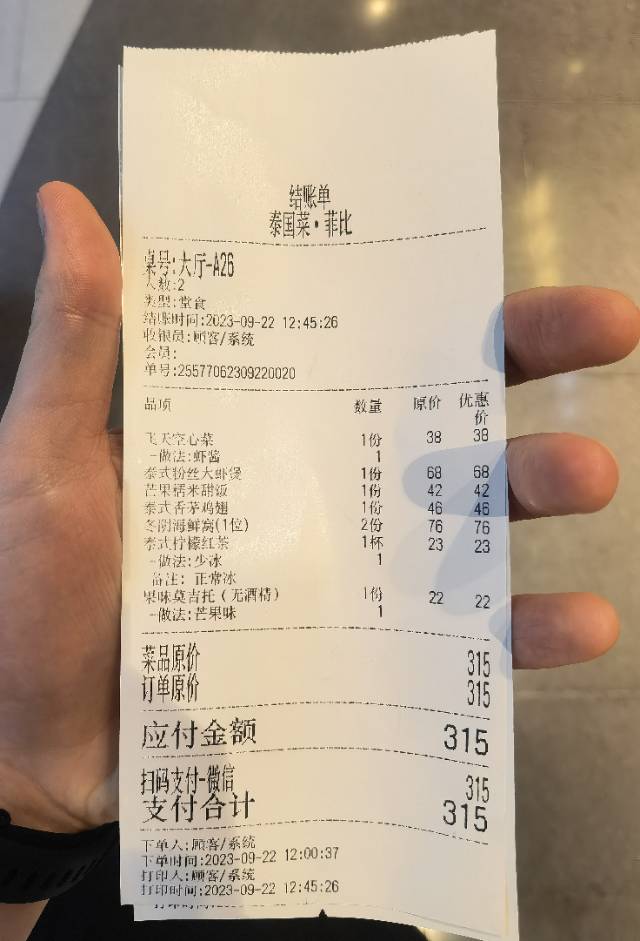 结账单
泰国菜·菲比
桌号:大厅-A26
人数:2
类型:堂食
结账时间:2023-09-22 12:45:26
收银员:顾客/系统
会员:
单号:25577062309220020
品项 数量 原价 优惠价
飞天空心菜 1份 38 38
-做法:虾酱 1
泰式粉丝大虾煲 1份 68 68
芒果糯米甜饭 1份 42 42
泰式香茅鸡翅 1份 46 46
冬阴海鲜窝(1位) 2份 76 76
泰式柠檬红茶 1杯 23 23
-做法:少冰 1
备注: 正常冰
果味莫吉托(无酒精) 1份 22 22
-做法:芒果味 1
菜品原价 315
订单原价 315
应付金额 315
扫码支付-微信 315
支付合计 315
下单人:顾客/系统
下单时间:2023-09-22 12:00:37
打印人:顾客/系统
打印时间:2023-09-22 12:45:26